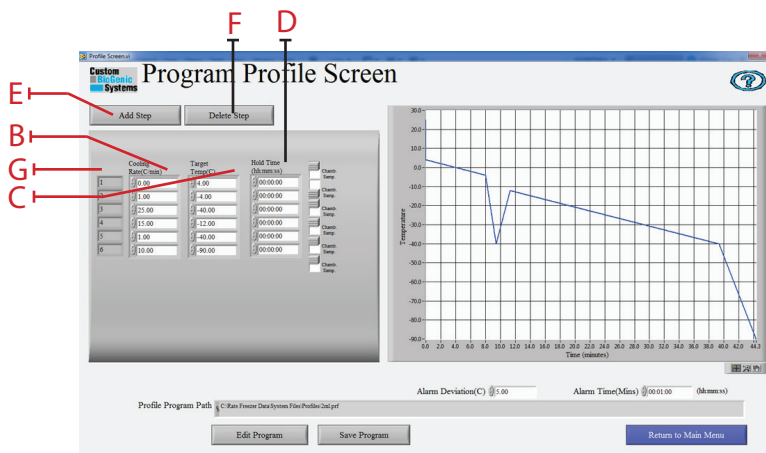 F D
Profile Screen.vi
Custom
BioGenic
Systems
Program Profile Screen
E
Add Step Delete Step
B
G
C
Cooling Target Hold Time
Rate(C/min) Temp(C) (hh:mm:ss)
1 0.00 4.00 00:00:00
2 1.00 -4.00 00:00:00
3 25.00 -40.00 00:00:00
4 15.00 -12.00 00:00:00
5 1.00 -40.00 00:00:00
6 10.00 -90.00 00:00:00
Chamb.
Samp.
Chamb.
Samp.
Chamb.
Samp.
Chamb.
Samp.
Chamb.
Samp.
30.0
20.0
10.0
0.0
-10.0
-20.0
-30.0
-40.0
-50.0
-60.0
-70.0
-80.0
-90.0
Temperature
0.0 2.0 4.0 6.0 8.0 10.0 12.0 14.0 16.0 18.0 20.0 22.0 24.0 26.0 28.0 30.0 32.0 34.0 36.0 38.0 40.0 42.0 44.3
Time (minutes)
Alarm Deviation(C) 5.00 Alarm Time(Mins) 00:01:00 (hh:mm:ss)
Profile Program Path C:\Rate Freezer Data\System Files\Profiles\2ml.prf
Edit Program Save Program Return to Main Menu